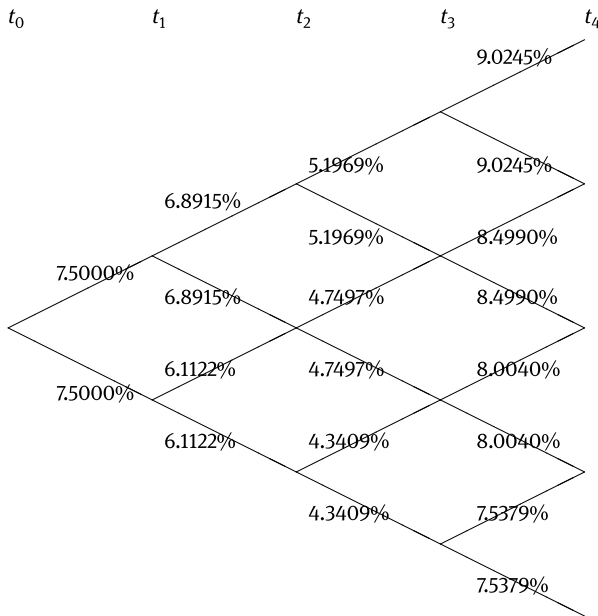 t0 t1 t2 t3 t4
9.0245%
5.1969% 9.0245%
6.8915%
5.1969% 8.4990%
7.5000%
6.8915% 4.7497% 8.4990%
6.1122% 4.7497% 8.0040%
7.5000%
6.1122% 4.3409% 8.0040%
4.3409% 7.5379%
7.5379%